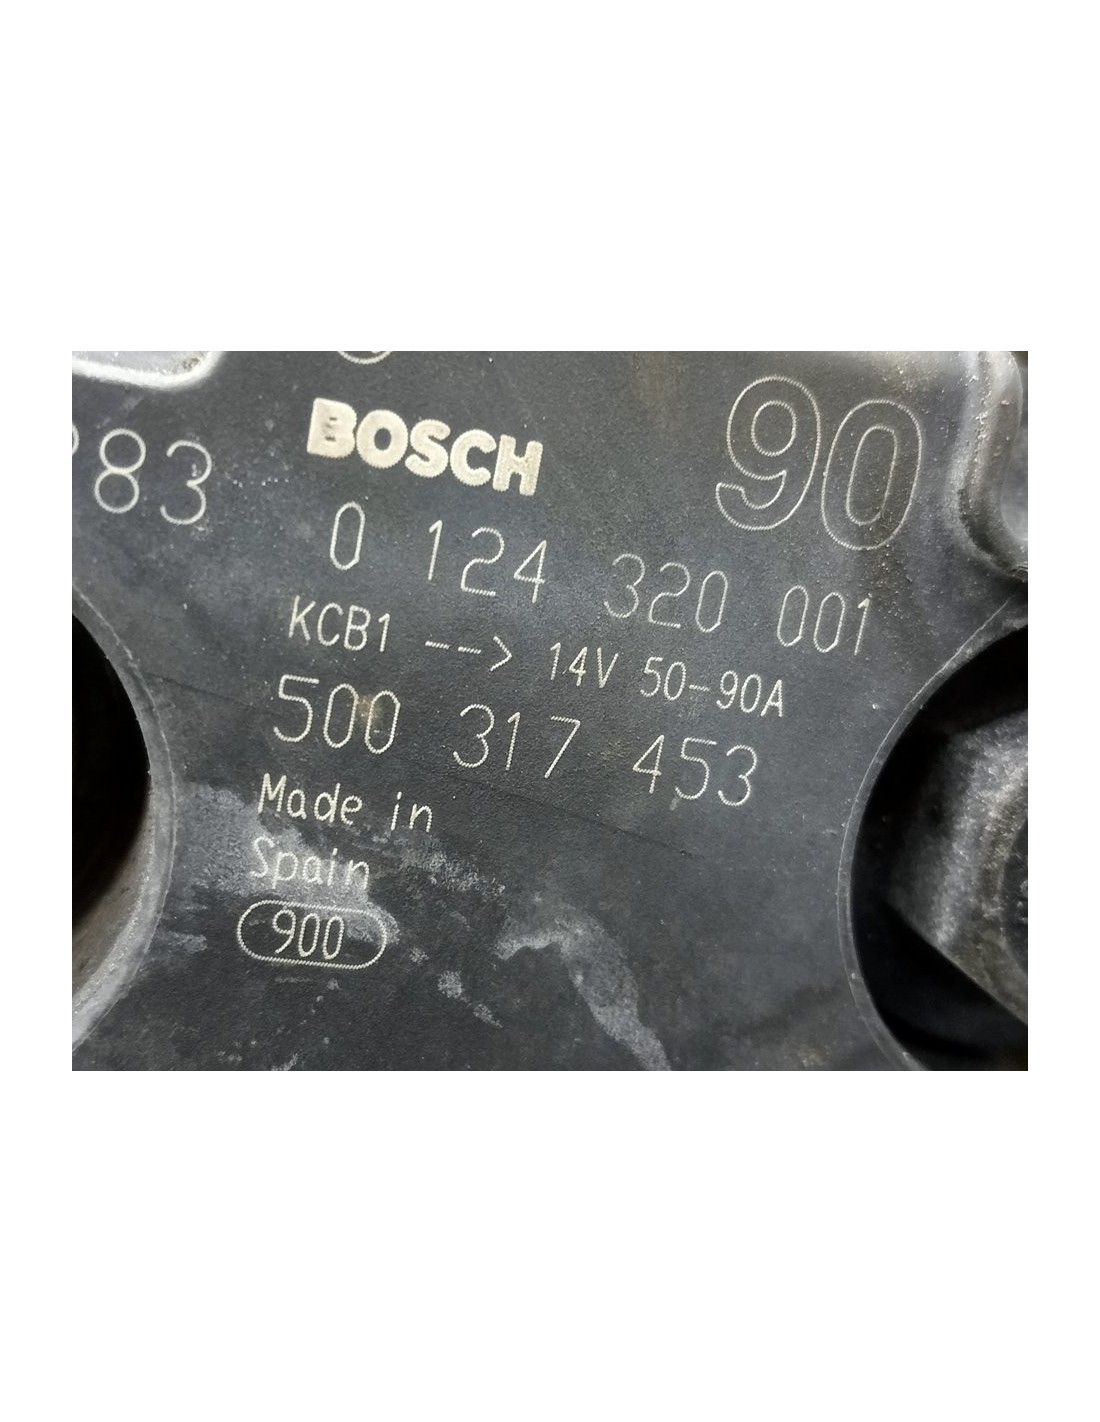 BOSCH
90
83
0 124 320 001
KCB1 --> 14V 50-90A
500 317 453
Made in
Spain
900